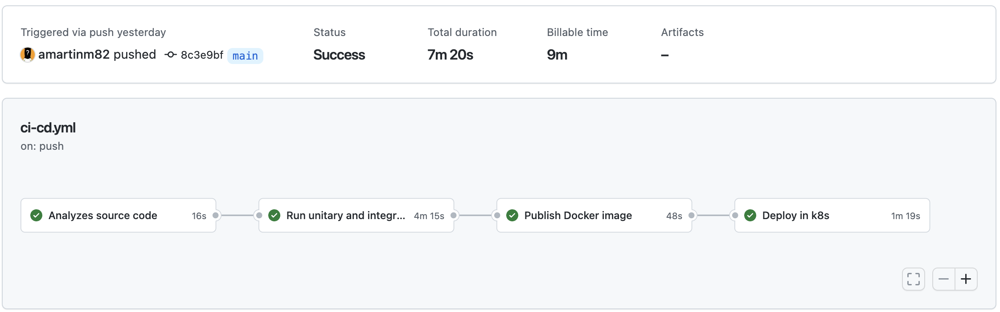 Triggered via push yesterday
amartinm82 pushed 8c3e9bf main
Status
Success
Total duration
7m 20s
Billable time
9m
Artifacts
–
ci-cd.yml
on: push
Analyzes source code 16s
Run unitary and integr... 4m 15s
Publish Docker image 48s
Deploy in k8s 1m 19s